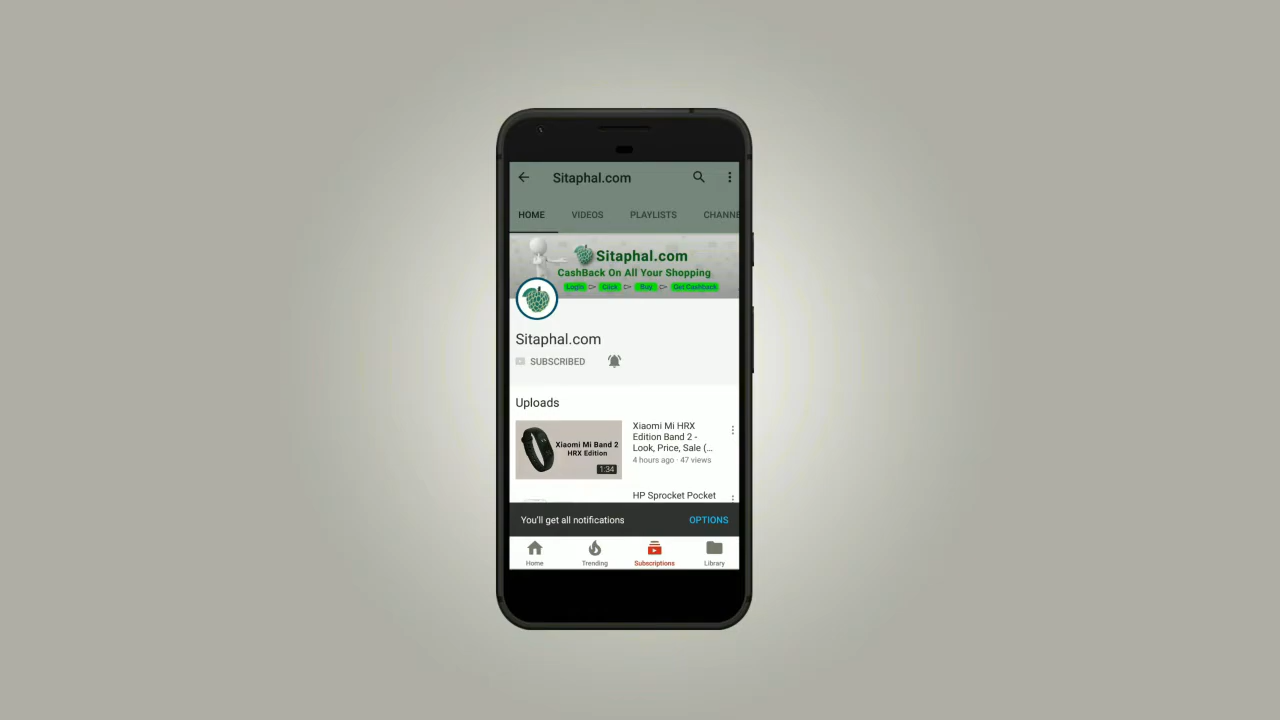 Sitaphal.com
HOME VIDEOS PLAYLISTS CHANNE
Sitaphal.com
CashBack On All Your Shopping
Login Click Buy Get Cashback
Sitaphal.com
SUBSCRIBED
Uploads
Xiaomi Mi Band 2
HRX Edition
1:34
Xiaomi Mi HRX
Edition Band 2 -
Look, Price, Sale (...
4 hours ago · 47 views
HP Sprocket Pocket
You'll get all notifications OPTIONS
Home Trending Subscriptions Library